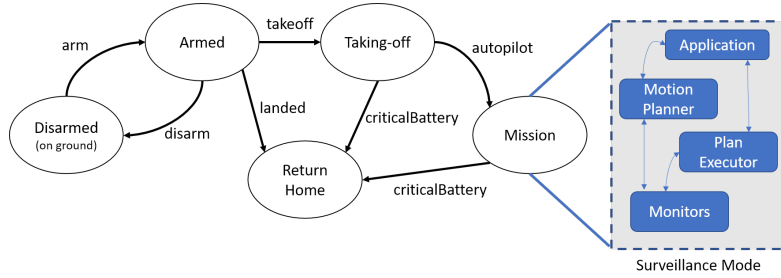 takeoff
arm
Armed
Taking-off
autopilot
Application
Motion
Planner
landed
criticalBattery
Disarmed
(on ground)
disarm
Mission
Plan
Executor
Return
Home
criticalBattery
Monitors
Surveillance Mode